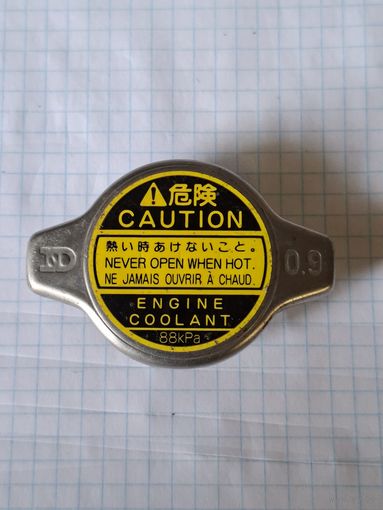 危険
CAUTION
熱い時あけないこと。
NEVER OPEN WHEN HOT.
NE JAMAIS OUVRIR À CHAUD.
ENGINE
COOLANT
88kPa
0.9